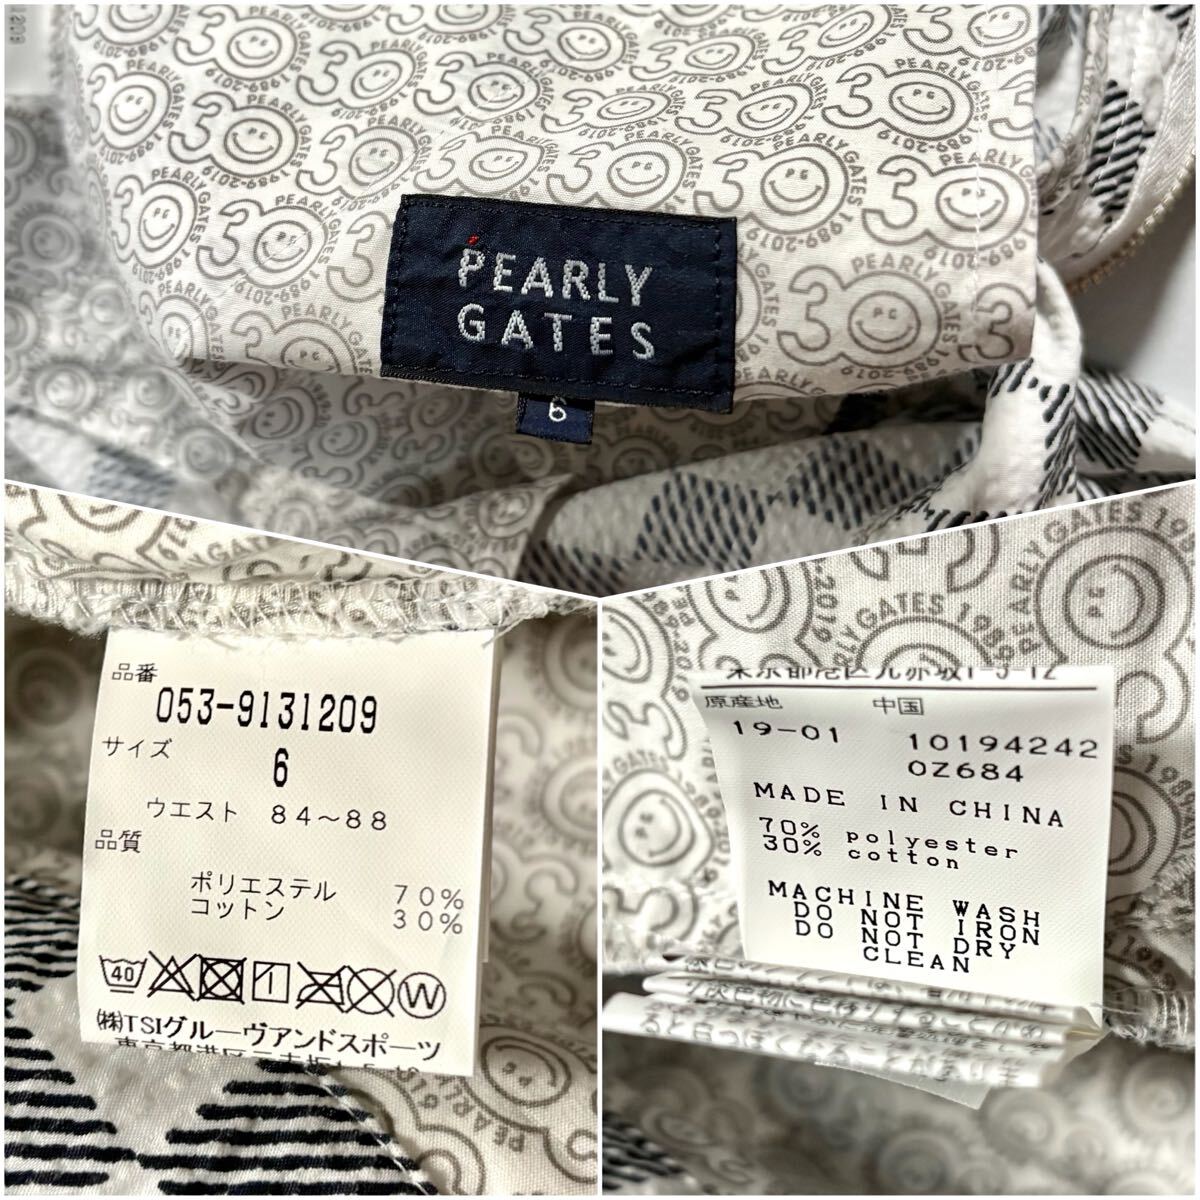 PEARLY
GATES
6
品番
053-9131209
サイズ
6
ウエスト 84～88
品質
ポリエステル 70%
コットン 30%
40
W
㈱TSIグルーヴアンドスポーツ
原産地 中国
19-01 10194242
0Z684
MADE IN CHINA
70% polyester
30% cotton
MACHINE WASH
DO NOT IRON
DO NOT DRY
CLEAN
PEARLY GATES 1989-2019
30
PG